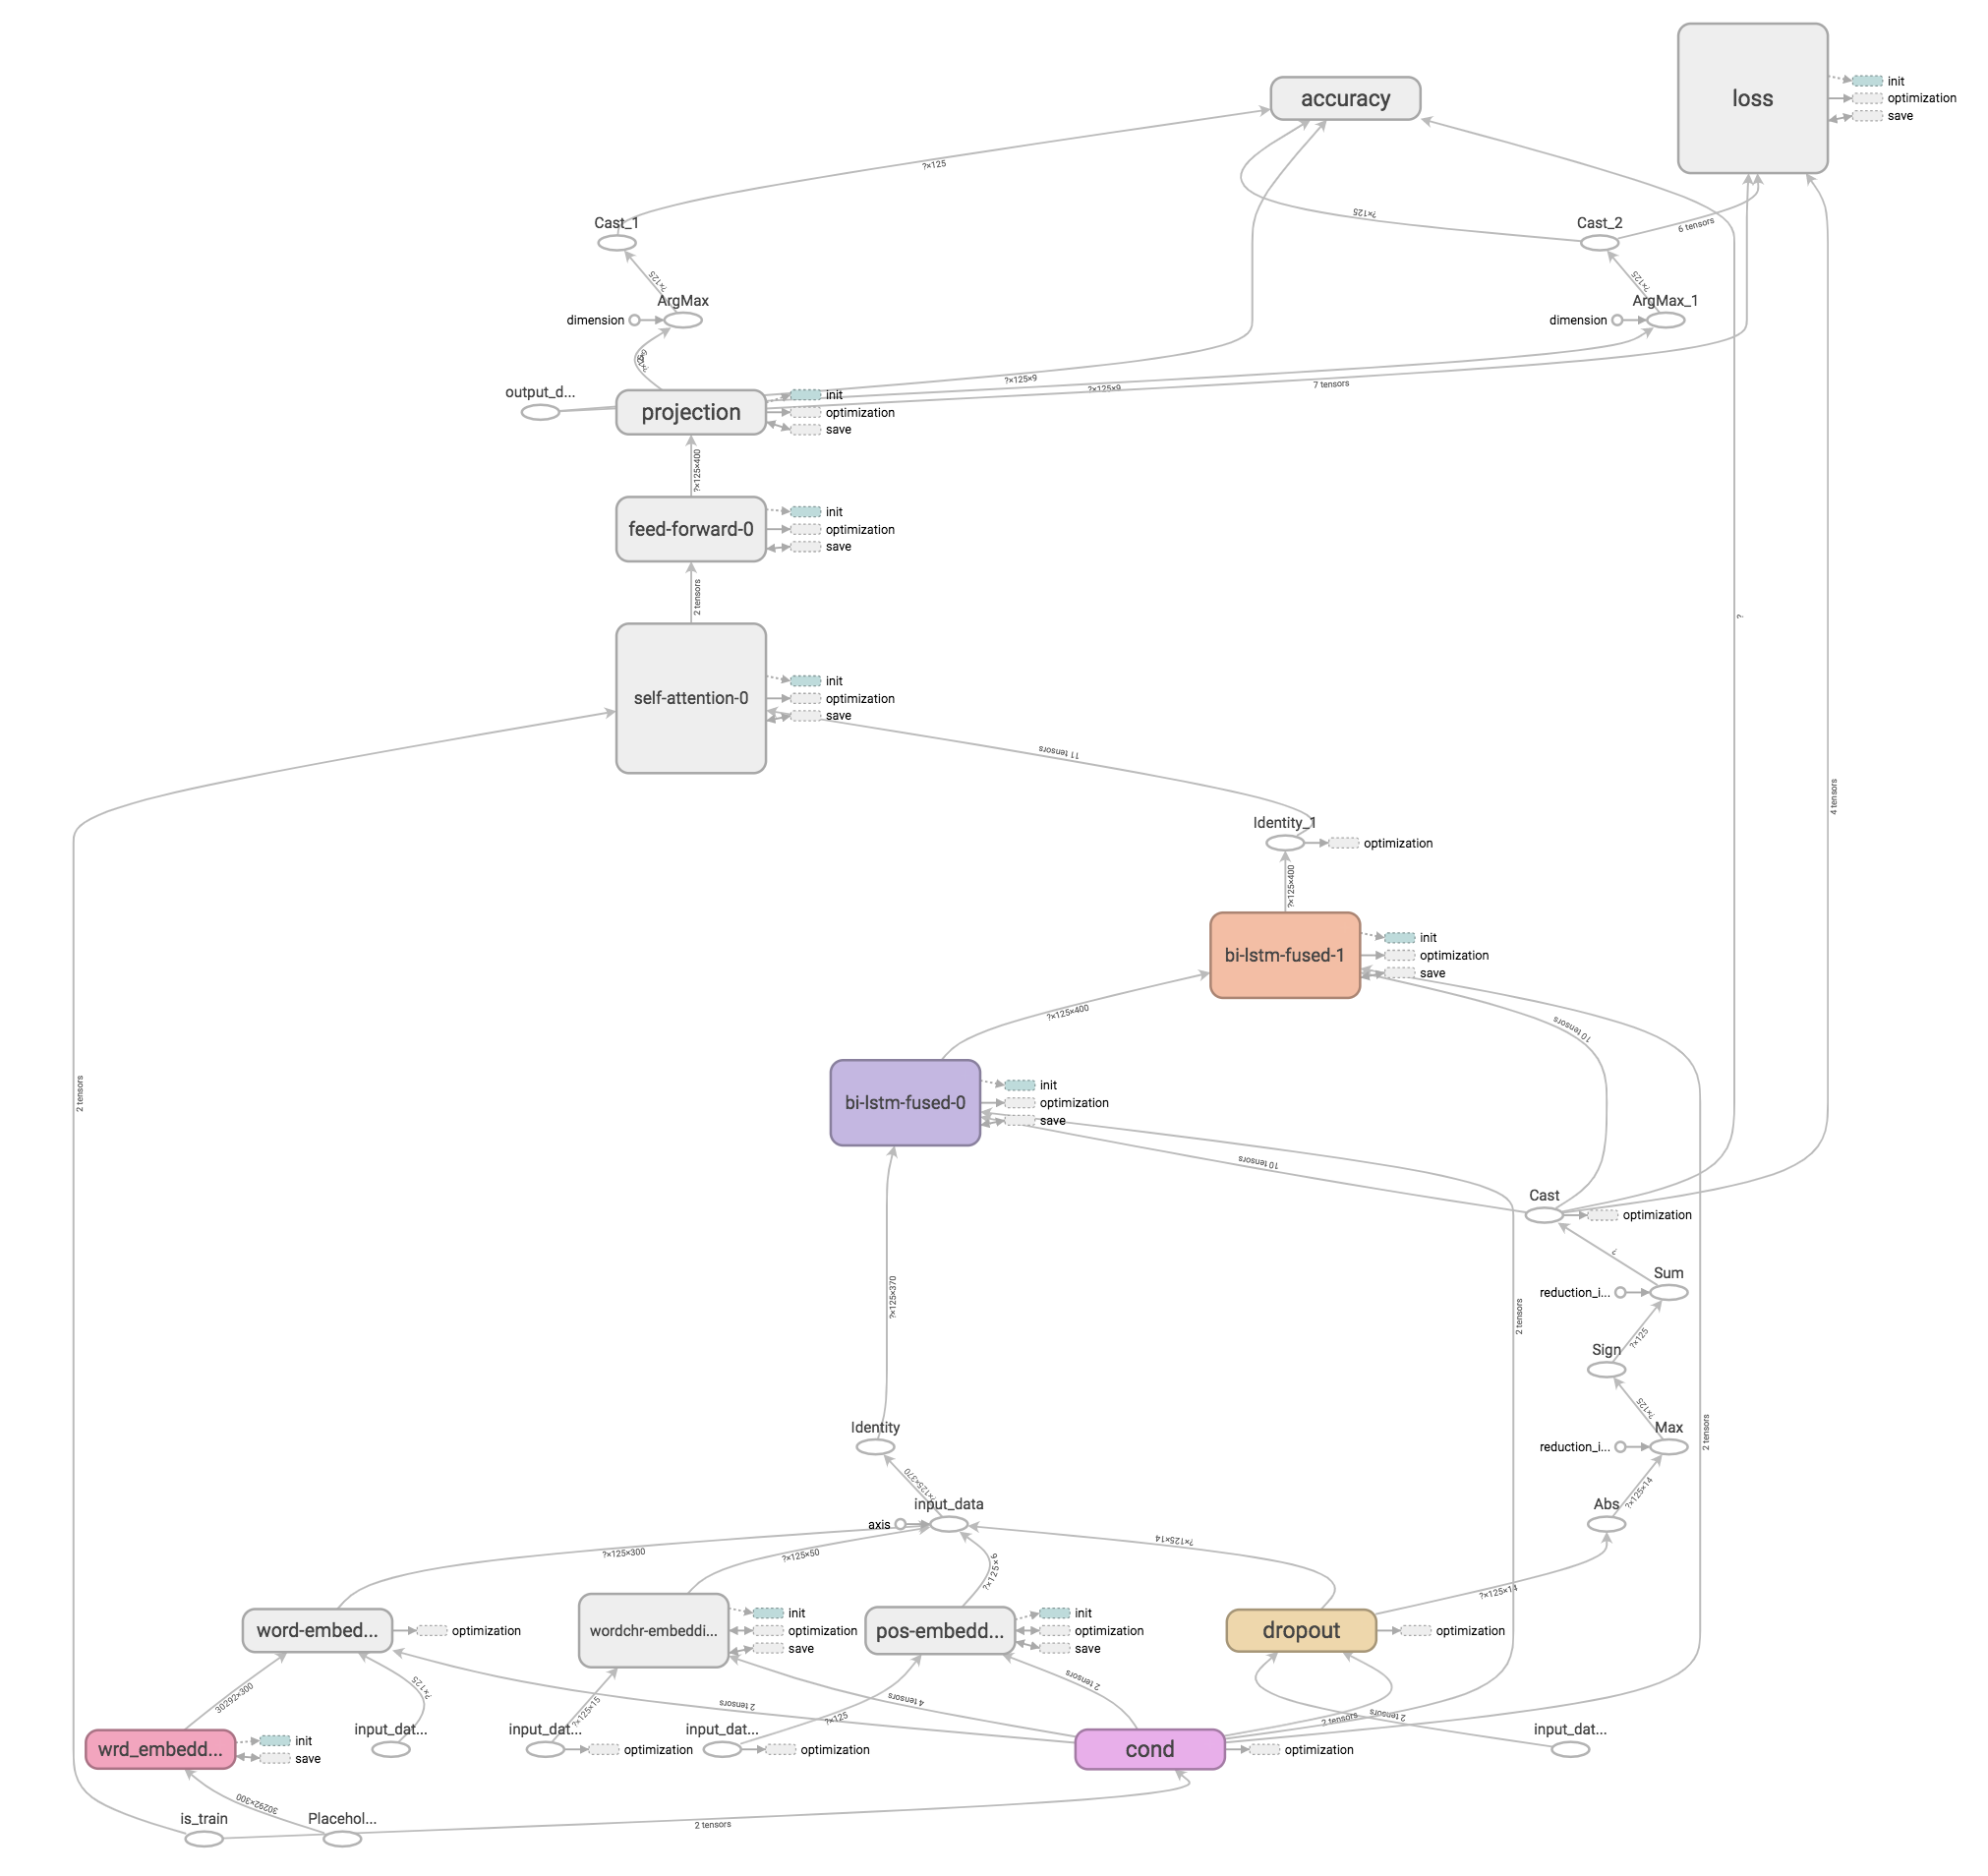 accuracy
loss
init
optimization
save
?×125
Cast_1
Cast_2
?×125
6 tensors
?×125
?×125
ArgMax
dimension
ArgMax_1
dimension
output_d...
projection
init
optimization
save
?×125×9
?×125×9
7 tensors
?×125×400
feed-forward-0
init
optimization
save
2 tensors
?
self-attention-0
init
optimization
save
11 tensors
4 tensors
Identity_1
optimization
?×125×400
bi-lstm-fused-1
init
optimization
save
?×125×400
10 tensors
2 tensors
bi-lstm-fused-0
init
optimization
save
10 tensors
Cast
optimization
?
Sum
reduction_i...
?×125×370
2 tensors
Sign
?×125
?×125
Max
reduction_i...
2 tensors
Identity
?×125×370
input_data
axis
Abs
?×125×14
?×125×300
?×125×50
?×125×9
?×125×14
?×125×14
word-embed...
optimization
wordchr-embeddi...
init
optimization
save
pos-embedd...
init
optimization
save
dropout
optimization
30292×300
?×125
2 tensors
?×125×15
4 tensors
?×125
2 tensors
2 tensors
2 tensors
wrd_embedd...
init
save
input_dat...
input_dat...
optimization
input_dat...
optimization
cond
optimization
input_dat...
30292×300
is_train
Placehol...
2 tensors